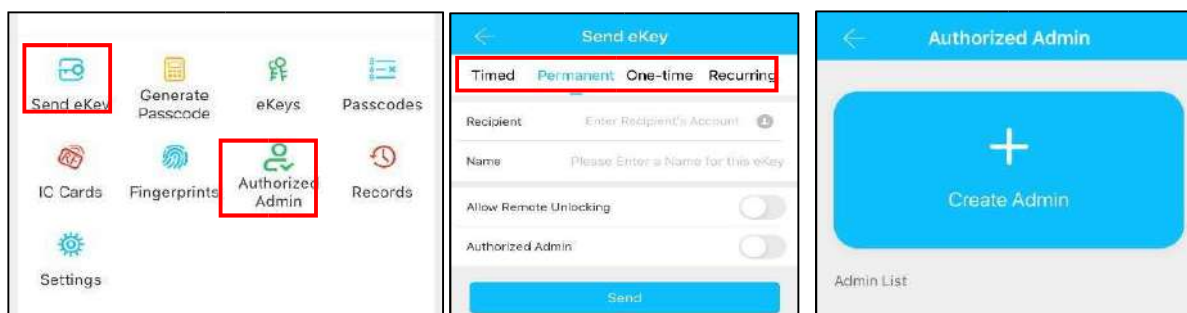 Send eKey
Generate
Passcode
eKeys
Passcodes
IC Cards
Fingerprints
Authorized
Admin
Records
Settings
Send eKey
Timed Permanent One-time Recurring
Recipient Enter Recipient's Account
Name Please Enter a Name for this eKey
Allow Remote Unlocking
Authorized Admin
Send
Authorized Admin
Create Admin
Admin List